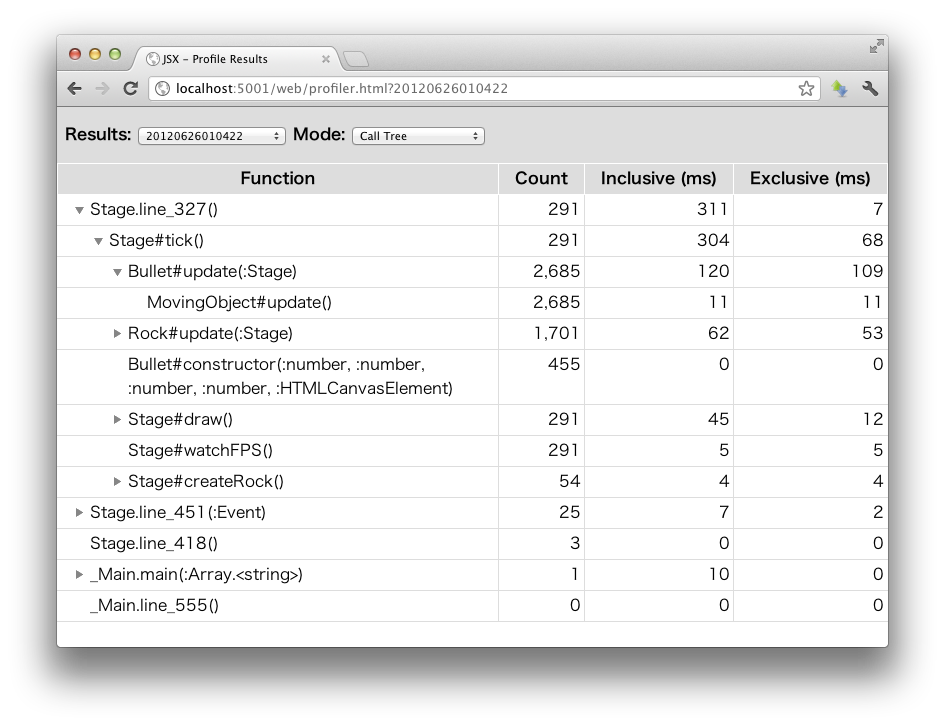 JSX – Profile Results
localhost:5001/web/profiler.html?20120626010422
Results: 20120626010422 Mode: Call Tree
Function Count Inclusive (ms) Exclusive (ms)
Stage.line_327() 291 311 7
Stage#tick() 291 304 68
Bullet#update(:Stage) 2,685 120 109
MovingObject#update() 2,685 11 11
Rock#update(:Stage) 1,701 62 53
Bullet#constructor(:number, :number, 455 0 0
:number, :number, :HTMLCanvasElement)
Stage#draw() 291 45 12
Stage#watchFPS() 291 5 5
Stage#createRock() 54 4 4
Stage.line_451(:Event) 25 7 2
Stage.line_418() 3 0 0
_Main.main(:Array.<string>) 1 10 0
_Main.line_555() 0 0 0